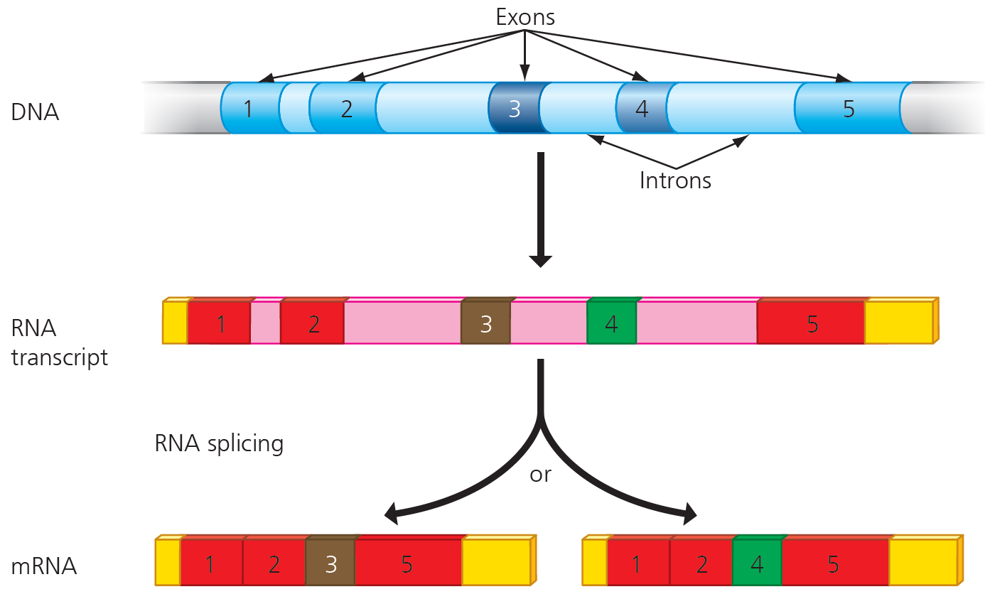 Exons
DNA
1 2 3 4 5
Introns
RNA
transcript
1 2 3 4 5
RNA splicing
or
mRNA
1 2 3 5
1 2 4 5